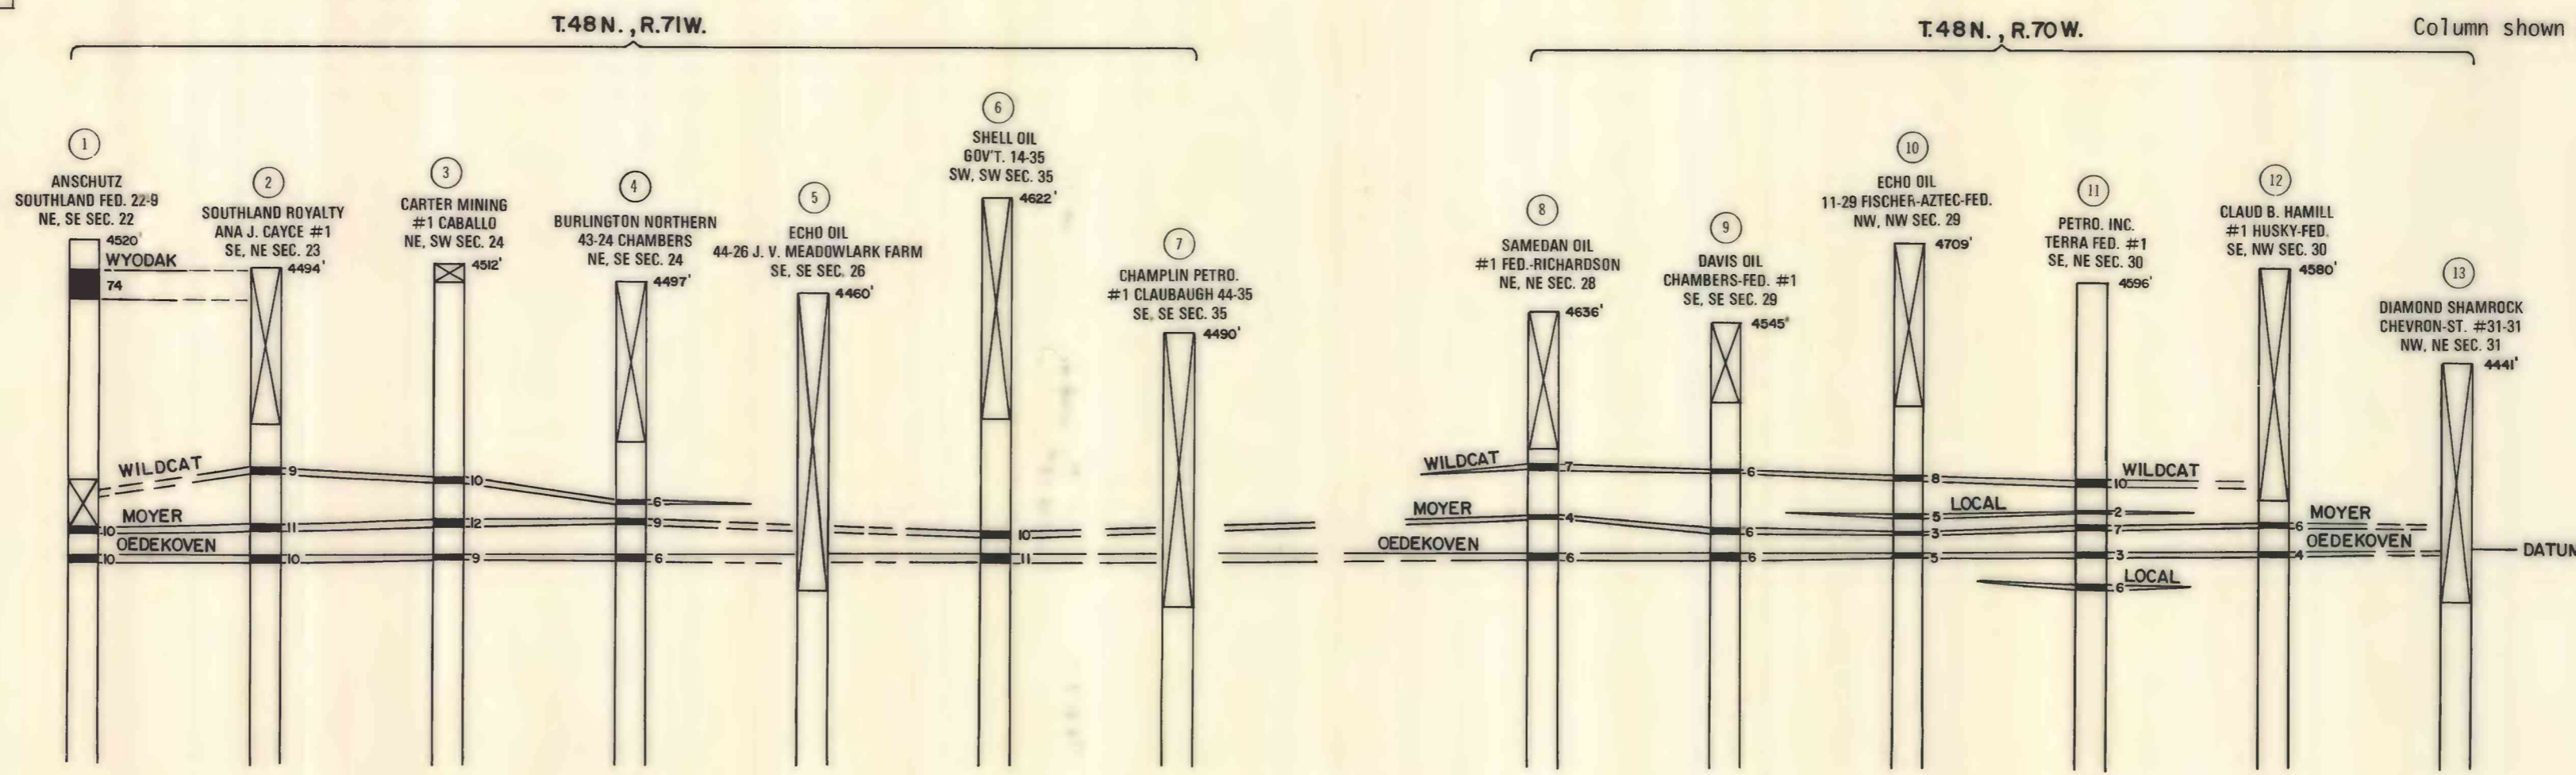 T.48N., R.71W.
T.48N., R.70W.
Column shown
1
ANSCHUTZ
SOUTHLAND FED. 22-9
NE, SE SEC. 22
4520'
WYODAK
74
WILDCAT
MOYER
10
OEDEKOVEN
10
2
SOUTHLAND ROYALTY
ANA J. CAYCE #1
SE, NE SEC. 23
4494'
9
11
10
3
CARTER MINING
#1 CABALLO
NE, SW SEC. 24
4512'
10
12
9
4
BURLINGTON NORTHERN
43-24 CHAMBERS
NE, SE SEC. 24
4497'
6
9
6
5
ECHO OIL
44-26 J. V. MEADOWLARK FARM
SE, SE SEC. 26
4460'
6
SHELL OIL
GOV'T. 14-35
SW, SW SEC. 35
4622'
10
11
7
CHAMPLIN PETRO.
#1 CLAUBAUGH 44-35
SE, SE SEC. 35
4490'
WILDCAT
MOYER
OEDEKOVEN
8
SAMEDAN OIL
#1 FED.-RICHARDSON
NE, NE SEC. 28
4636'
7
4
6
9
DAVIS OIL
CHAMBERS-FED. #1
SE, SE SEC. 29
4545'
6
6
6
10
ECHO OIL
11-29 FISCHER-AZTEC-FED.
NW, NW SEC. 29
4709'
8
5
LOCAL
3
5
11
PETRO. INC.
TERRA FED. #1
SE, NE SEC. 30
4596'
WILDCAT
10
2
7
3
LOCAL
6
12
CLAUD B. HAMILL
#1 HUSKY-FED.
SE, NW SEC. 30
4580'
MOYER
6
OEDEKOVEN
4
13
DIAMOND SHAMROCK
CHEVRON-ST. #31-31
NW, NE SEC. 31
4441'
DATUM